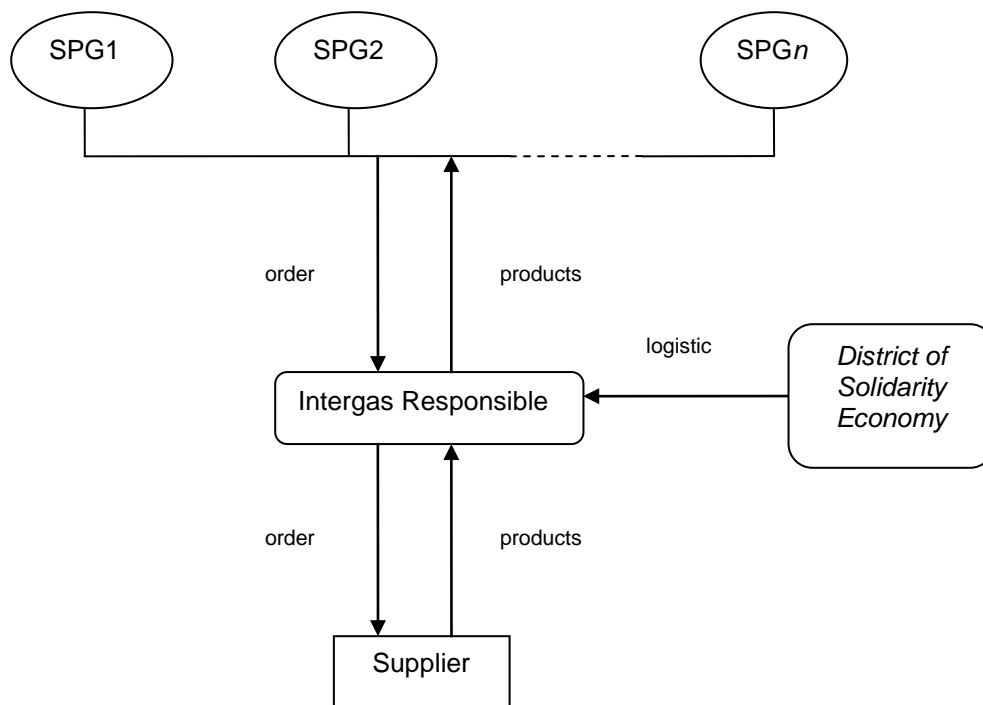 SPG1
SPG2
SPGn
order
products
logistic
District of
Solidarity
Economy
Intergas Responsible
order
products
Supplier